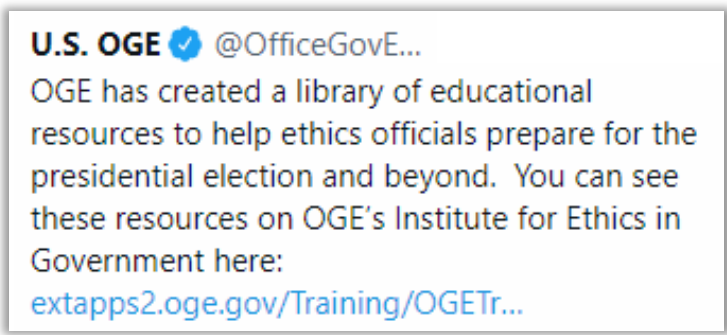 U.S. OGE @OfficeGovE...
OGE has created a library of educational
resources to help ethics officials prepare for the
presidential election and beyond.  You can see
these resources on OGE’s Institute for Ethics in
Government here:
extapps2.oge.gov/Training/OGETr...